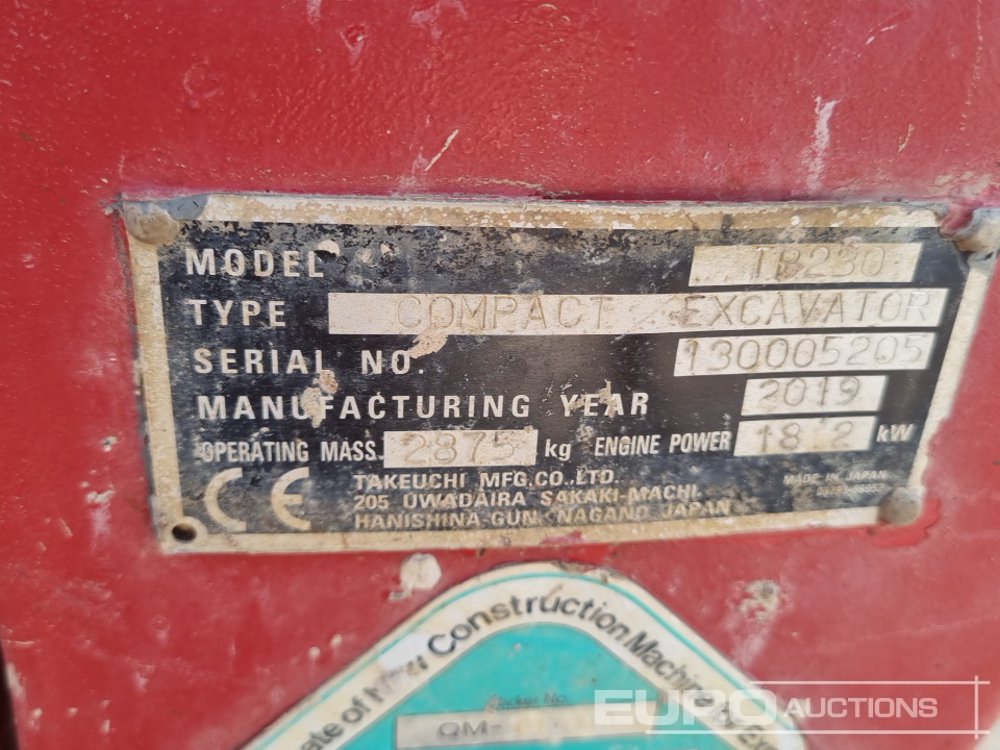 MODEL TB230
TYPE COMPACT EXCAVATOR
SERIAL NO. 130005205
MANUFACTURING YEAR 2019
OPERATING MASS 2875 kg ENGINE POWER 18.2 kW
CE TAKEUCHI MFG.CO.,LTD.
205 UWADAIRA SAKAKI-MACHI,
HANISHINA-GUN, NAGANO JAPAN
MADE IN JAPAN
Construction Machine
No.
QM-
EURO AUCTIONS